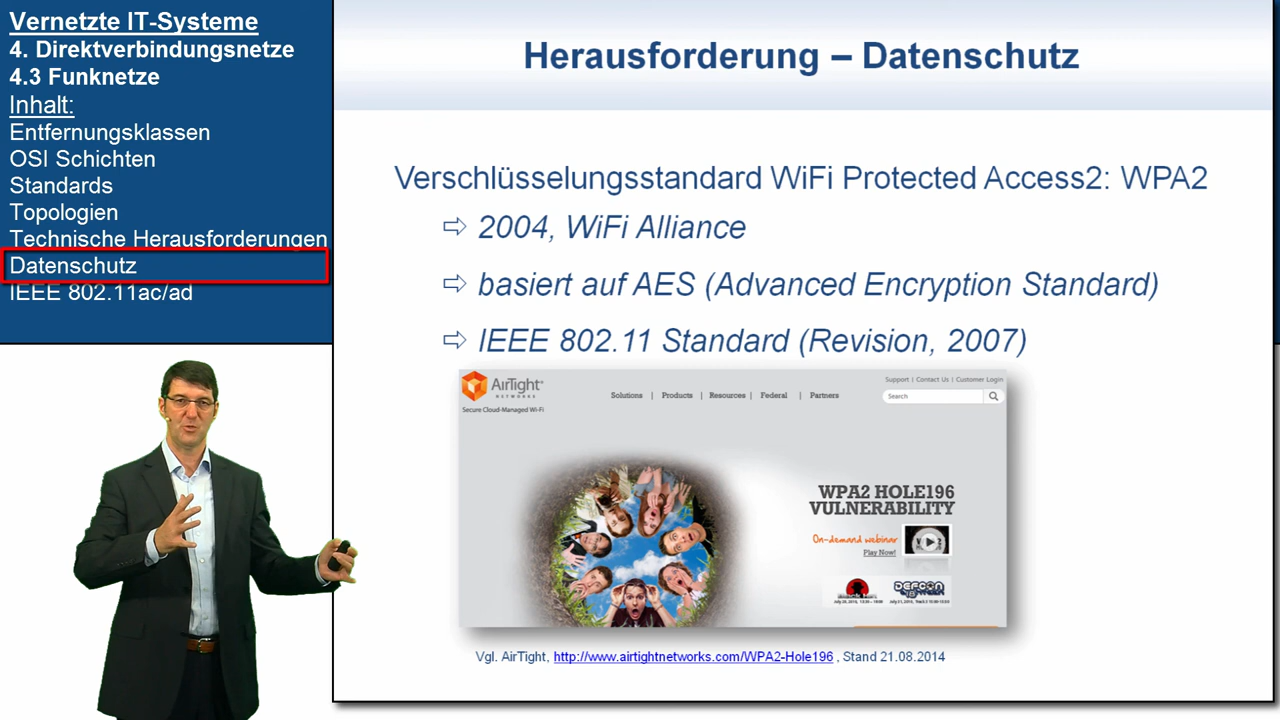 Vernetzte IT-Systeme
4. Direktverbindungsnetze
4.3 Funknetze
Inhalt:
Entfernungsklassen
OSI Schichten
Standards
Topologien
Technische Herausforderungen
Datenschutz
IEEE 802.11ac/ad
Herausforderung – Datenschutz
Verschlüsselungsstandard WiFi Protected Access2: WPA2
⇨ 2004, WiFi Alliance
⇨ basiert auf AES (Advanced Encryption Standard)
⇨ IEEE 802.11 Standard (Revision, 2007)
AirTight
NETWORKS
Secure Cloud-Managed Wi-Fi
Support | Contact Us | Customer Login
Solutions | Products | Resources | Federal | Partners
Search
WPA2 HOLE196
VULNERABILITY
On-demand webinar
Play Now!
DEFCON
Vgl. AirTight, http://www.airtightnetworks.com/WPA2-Hole196 , Stand 21.08.2014